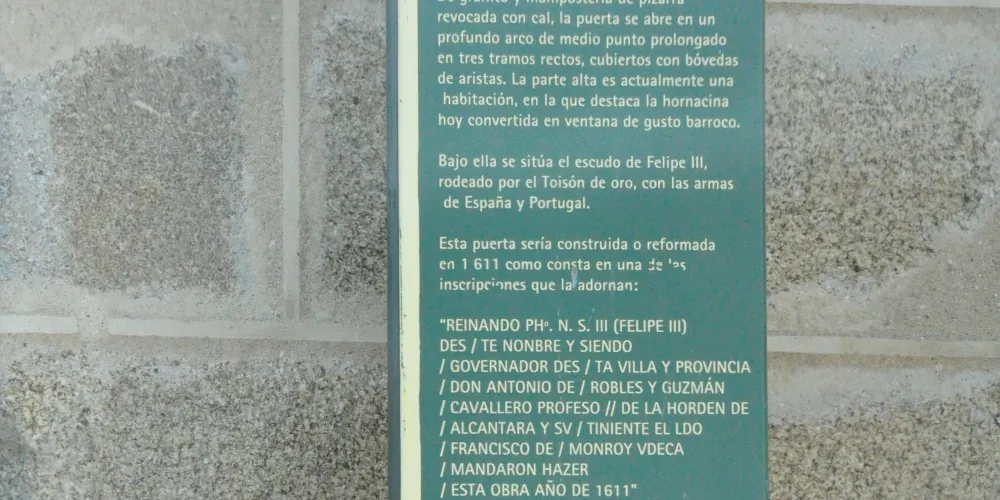 De granito y mampostería de pizarra
revocada con cal, la puerta se abre en un
profundo arco de medio punto prolongado
en tres tramos rectos, cubiertos con bóvedas
de aristas. La parte alta es actualmente una
habitación, en la que destaca la hornacina
hoy convertida en ventana de gusto barroco.
Bajo ella se sitúa el escudo de Felipe III,
rodeado por el Toisón de oro, con las armas
de España y Portugal.
Esta puerta sería construida o reformada
en 1 611 como consta en una de las
inscripciones que la adornan:
"REINANDO PHº. N. S. III (FELIPE III)
DES / TE NONBRE Y SIENDO
/ GOVERNADOR DES / TA VILLA Y PROVINCIA
/ DON ANTONIO DE / ROBLES Y GUZMÁN
/ CAVALLERO PROFESO // DE LA HORDEN DE
/ ALCANTARA Y SV / TINIENTE EL LDO
/ FRANCISCO DE / MONROY VDECA
/ MANDARON HAZER
/ ESTA OBRA AÑO DE 1611"